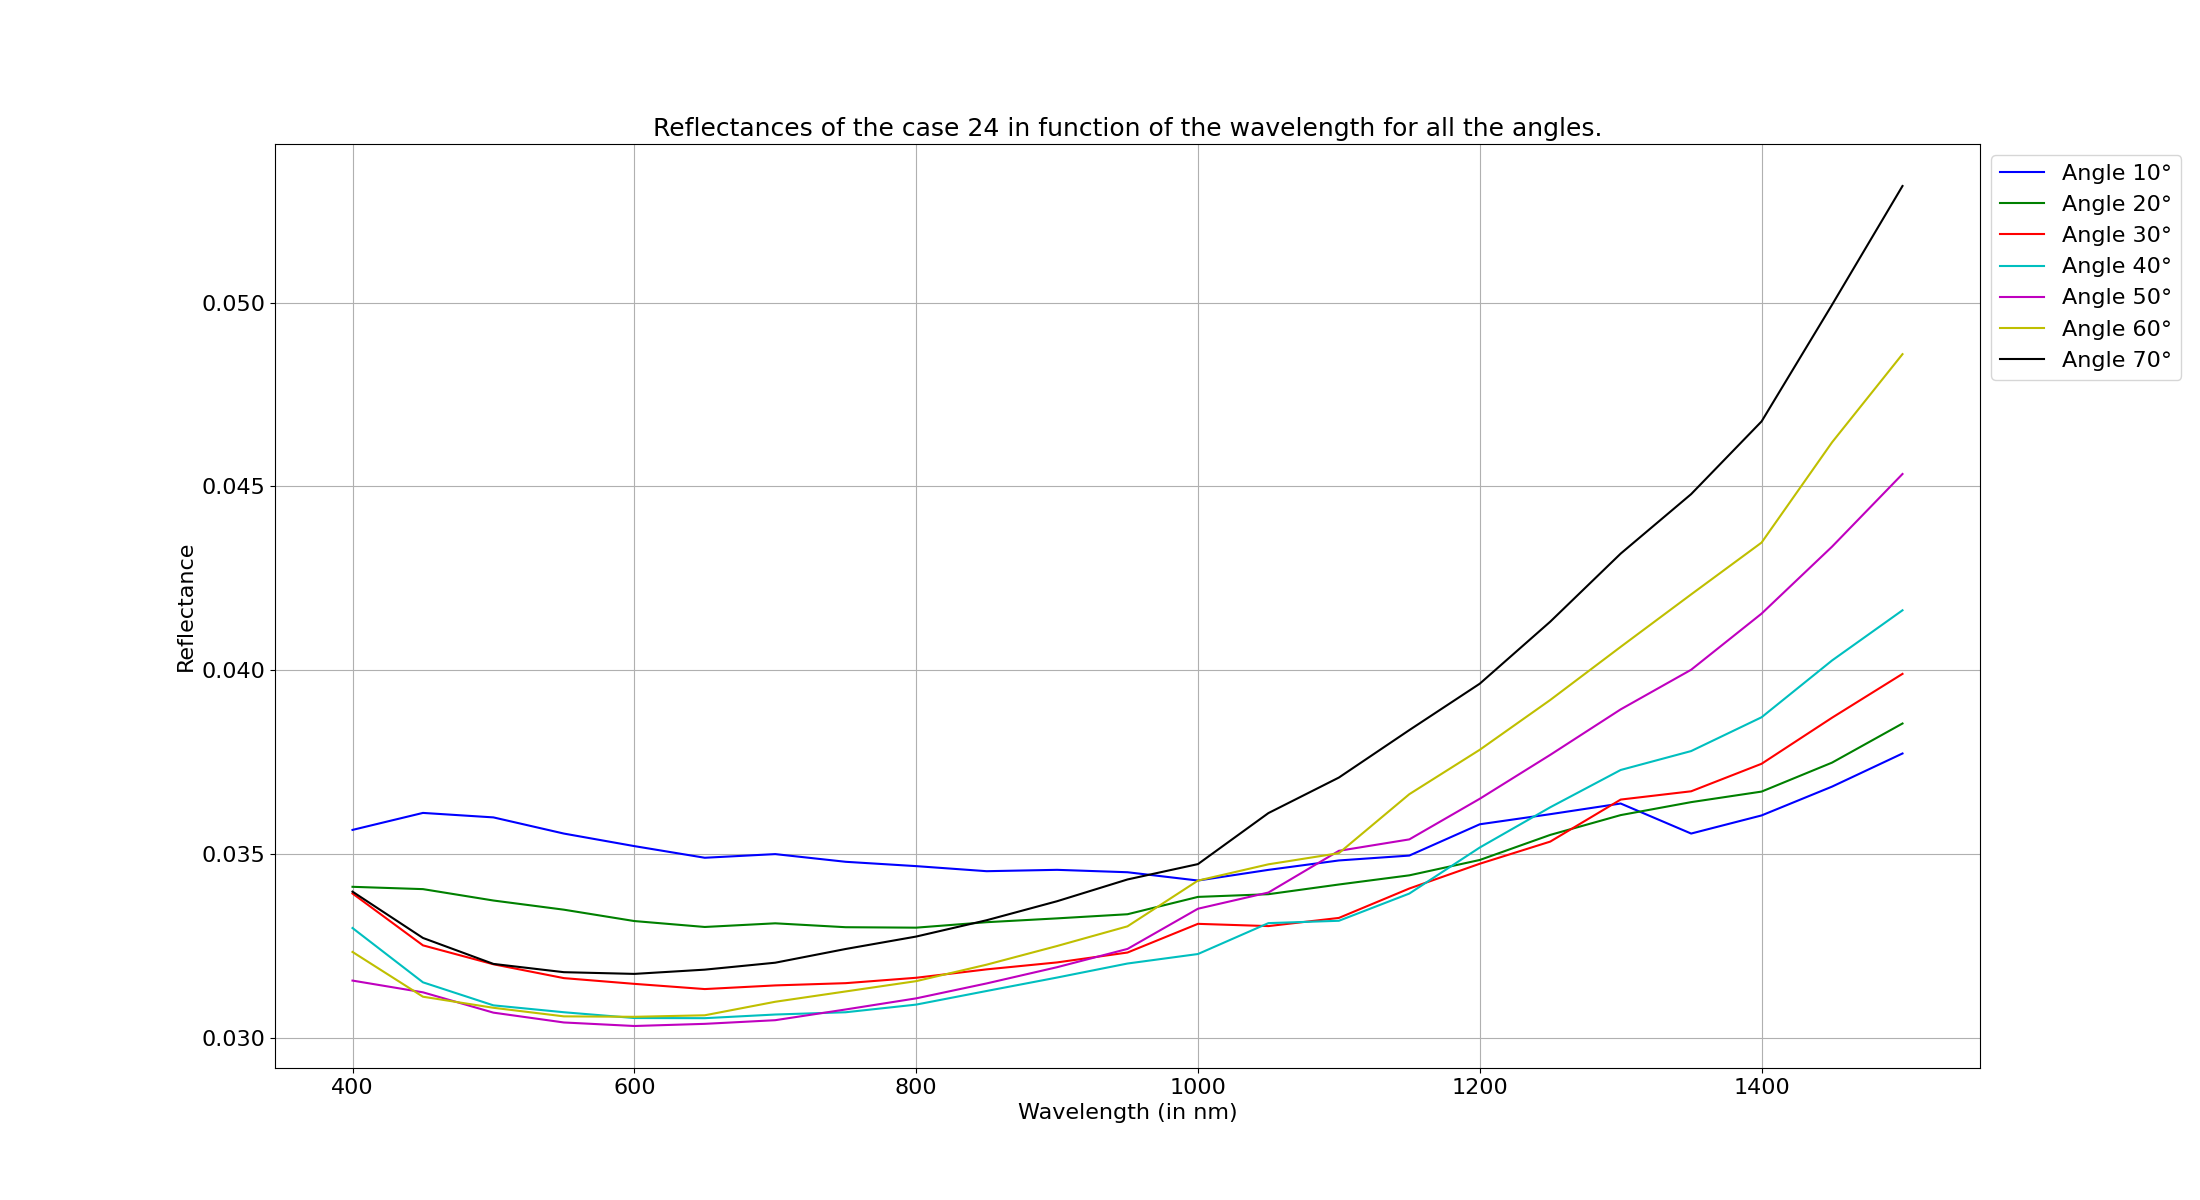 Reflectances of the case 24 in function of the wavelength for all the angles.
Angle 10°
Angle 20°
Angle 30°
Angle 40°
Angle 50°
Angle 60°
Angle 70°
0.050
0.045
0.040
0.035
0.030
Reflectance
400 600 800 1000 1200 1400
Wavelength (in nm)